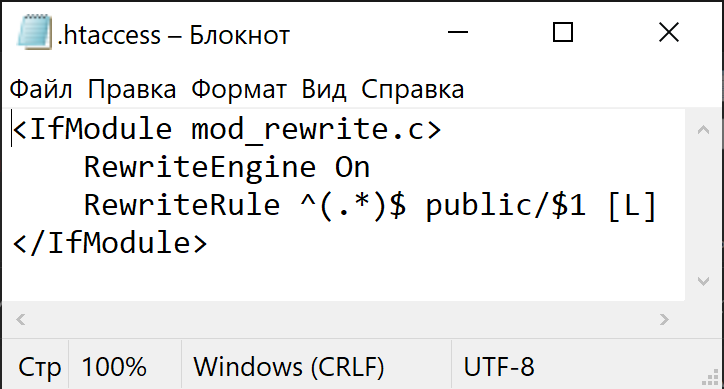 .htaccess – Блокнот
Файл Правка Формат Вид Справка
<IfModule mod_rewrite.c>
    RewriteEngine On
    RewriteRule ^(.*)$ public/$1 [L]
</IfModule>
Стр 100% Windows (CRLF) UTF-8